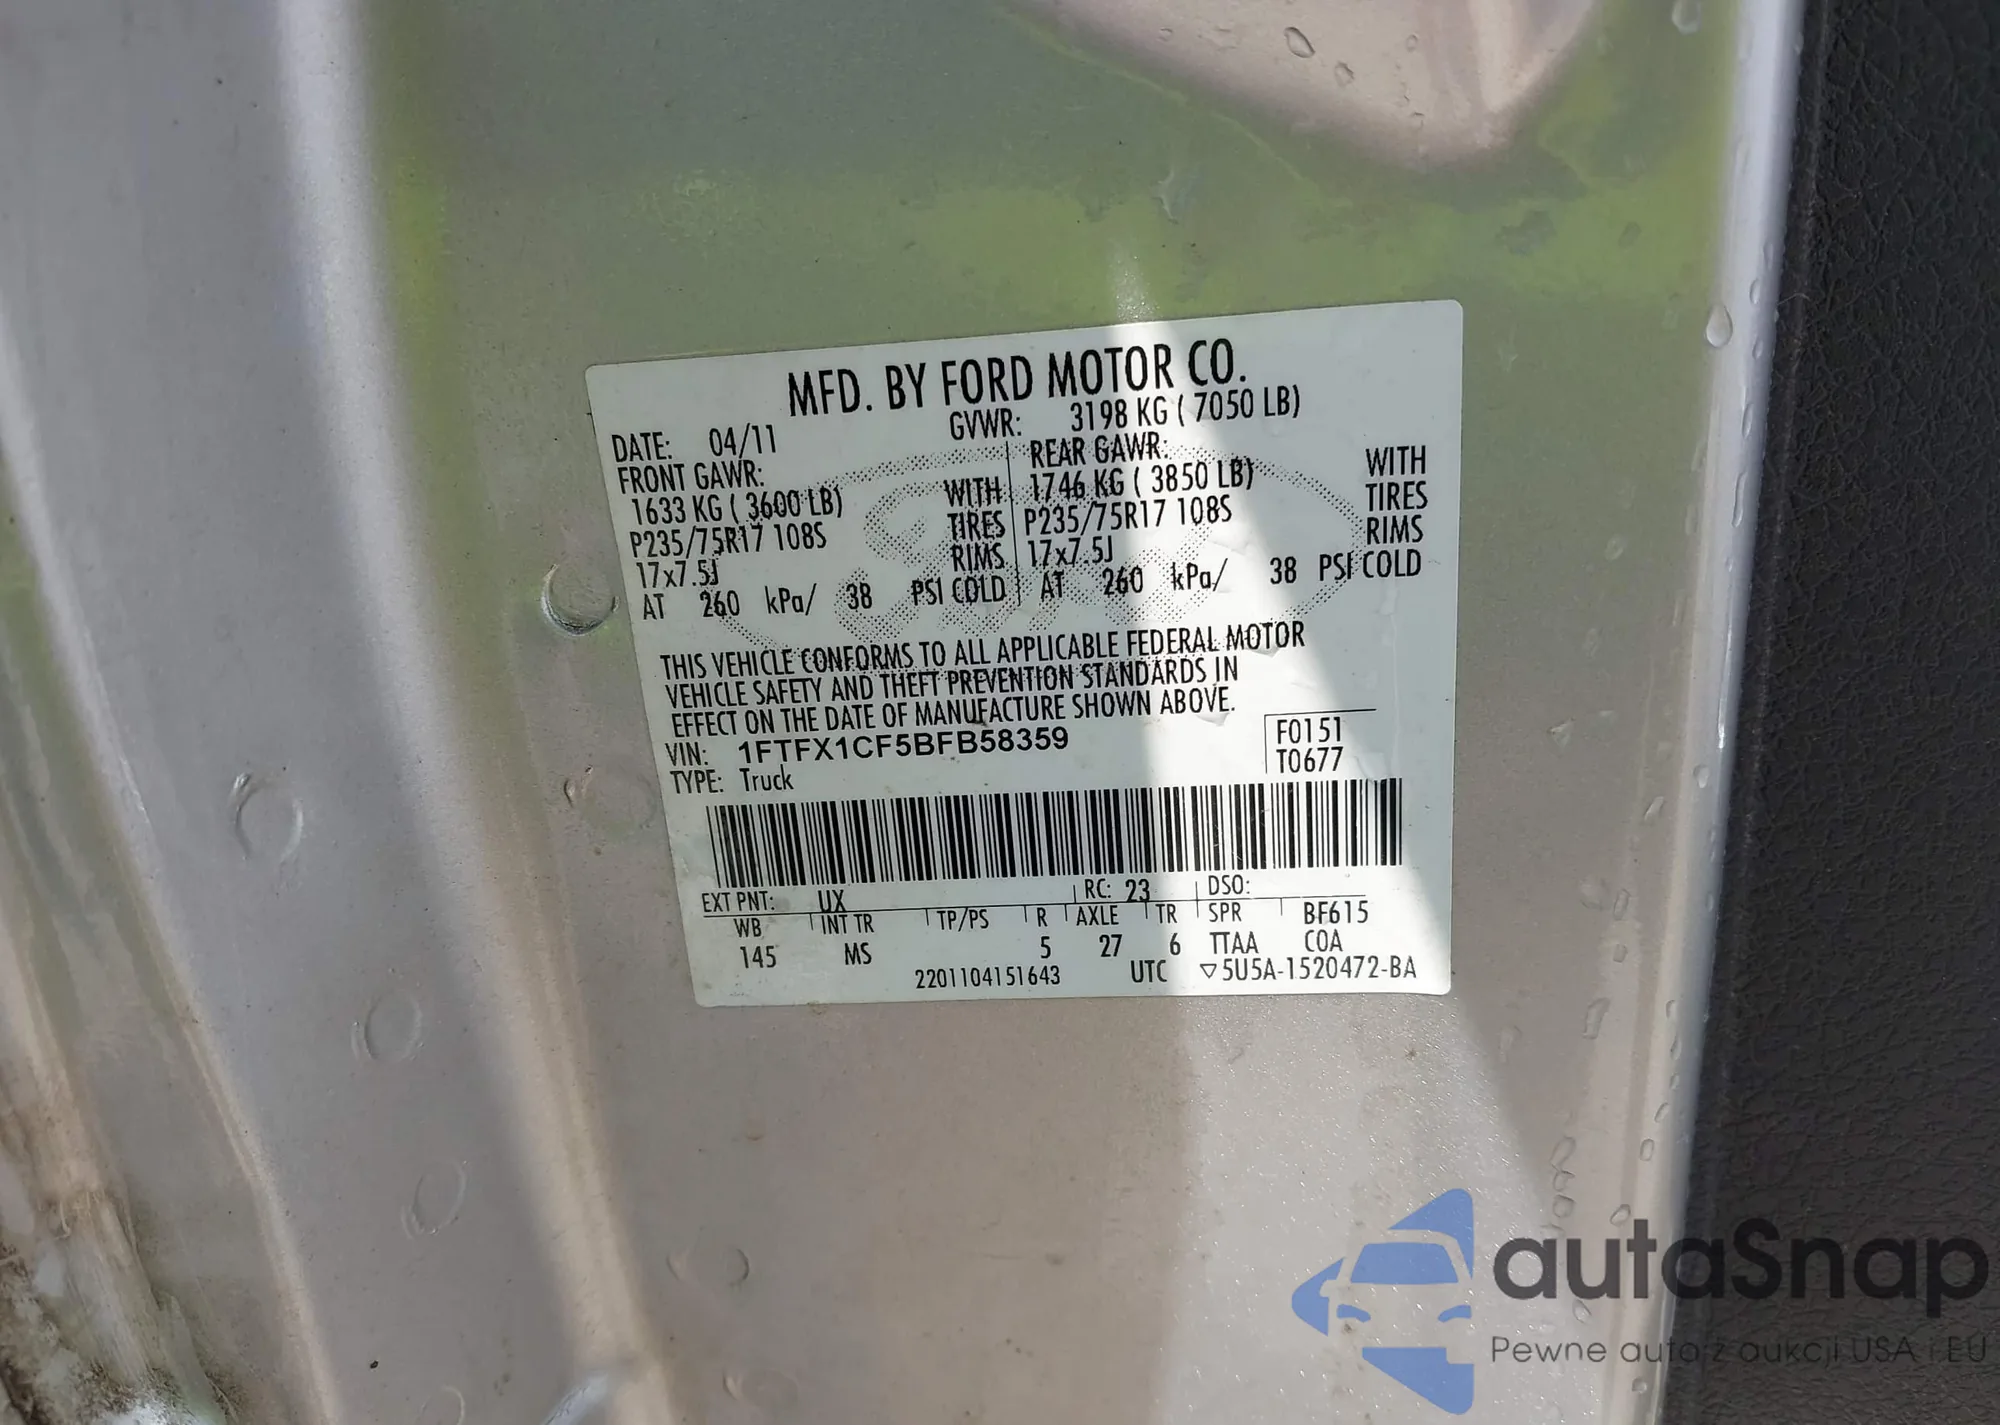 MFD. BY FORD MOTOR CO.
DATE: 04/11 GVWR: 3198 KG ( 7050 LB)
FRONT GAWR: REAR GAWR:
1633 KG ( 3600 LB) WITH 1746 KG ( 3850 LB) WITH
P235/75R17 108S TIRES P235/75R17 108S TIRES
17x7.5J RIMS 17x7.5J RIMS
AT 260 kPa/ 38 PSI COLD AT 260 kPa/ 38 PSI COLD
THIS VEHICLE CONFORMS TO ALL APPLICABLE FEDERAL MOTOR
VEHICLE SAFETY AND THEFT PREVENTION STANDARDS IN
EFFECT ON THE DATE OF MANUFACTURE SHOWN ABOVE.
VIN: 1FTFX1CF5BFB58359 F0151
TYPE: Truck T0677
EXT PNT: UX RC: 23 DSO:
WB INT TR TP/PS R AXLE TR SPR BF615
145 MS 5 27 6 TTAA COA
2201104151643 UTC ▽5U5A-1520472-BA
autaSnap
Pewne auta z aukcji USA i EU